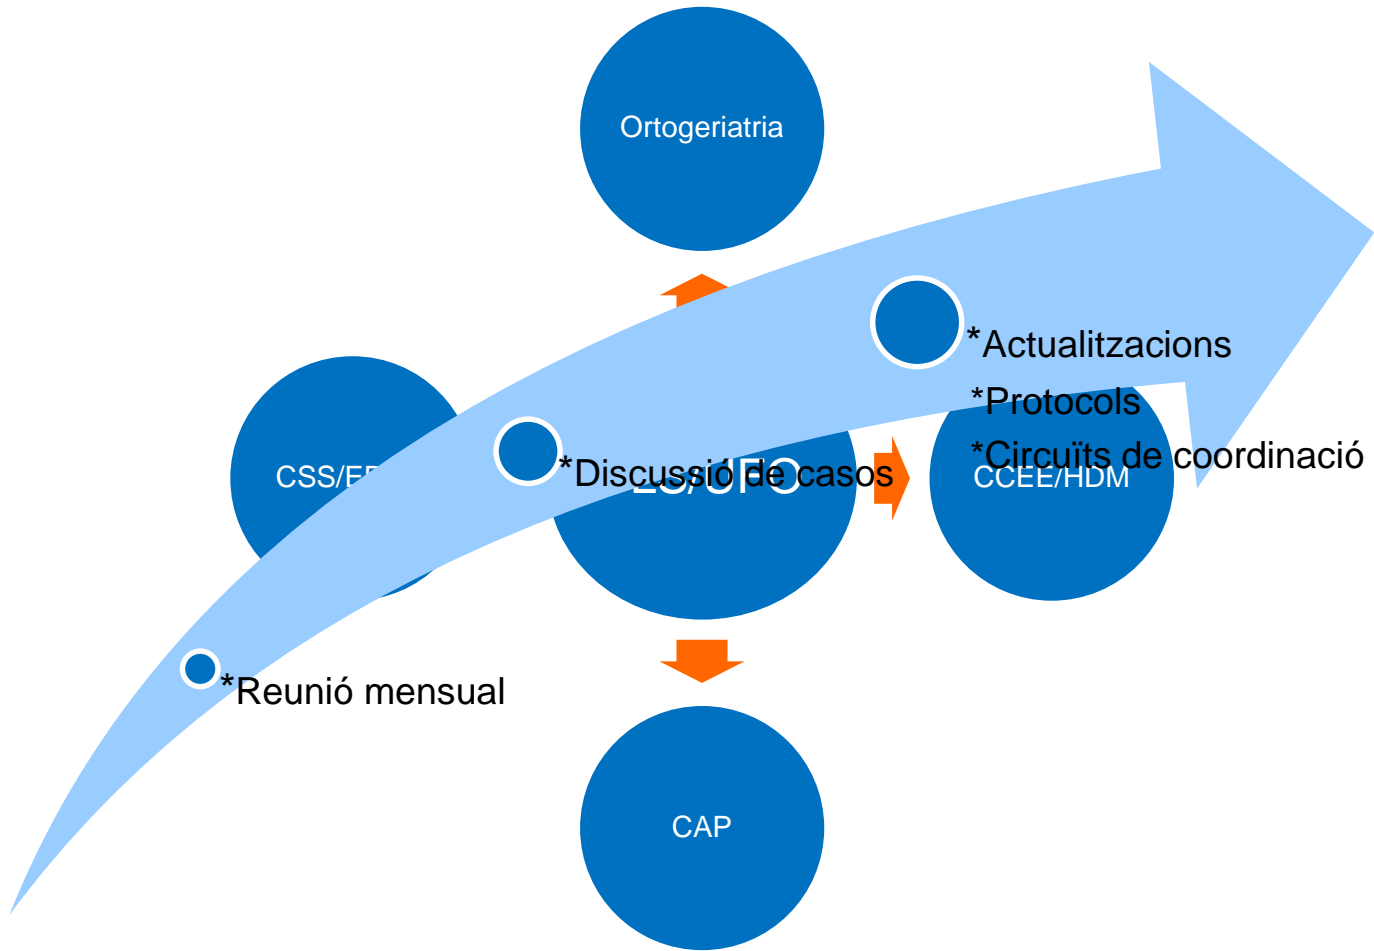 Ortogeriatria
*Actualitzacions
*Protocols
*Circuïts de coordinació
*Discussió de casos
CCEE/HDM
*Reunió mensual
CAP